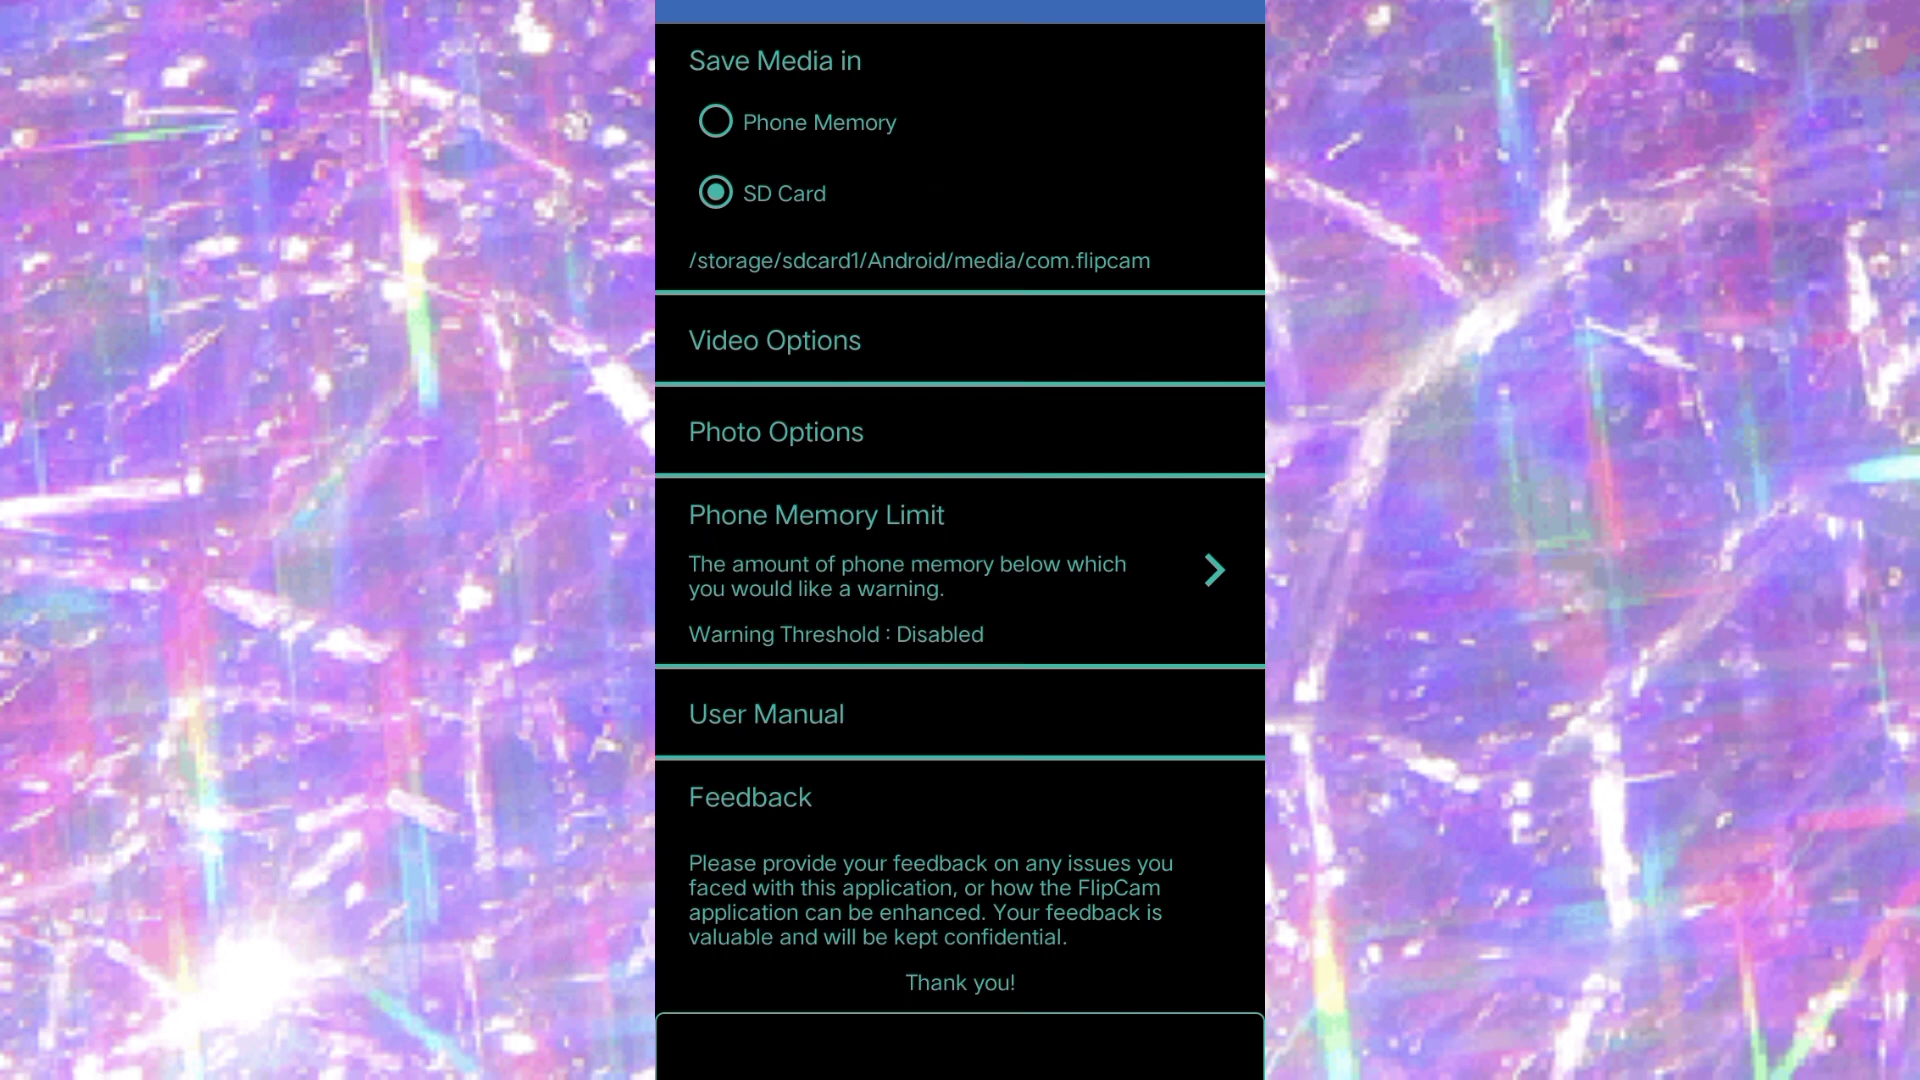 Save Media in
Phone Memory
SD Card
/storage/sdcard1/Android/media/com.flipcam
Video Options
Photo Options
Phone Memory Limit
The amount of phone memory below which
you would like a warning.
Warning Threshold : Disabled
User Manual
Feedback
Please provide your feedback on any issues you
faced with this application, or how the FlipCam
application can be enhanced. Your feedback is
valuable and will be kept confidential.
Thank you!